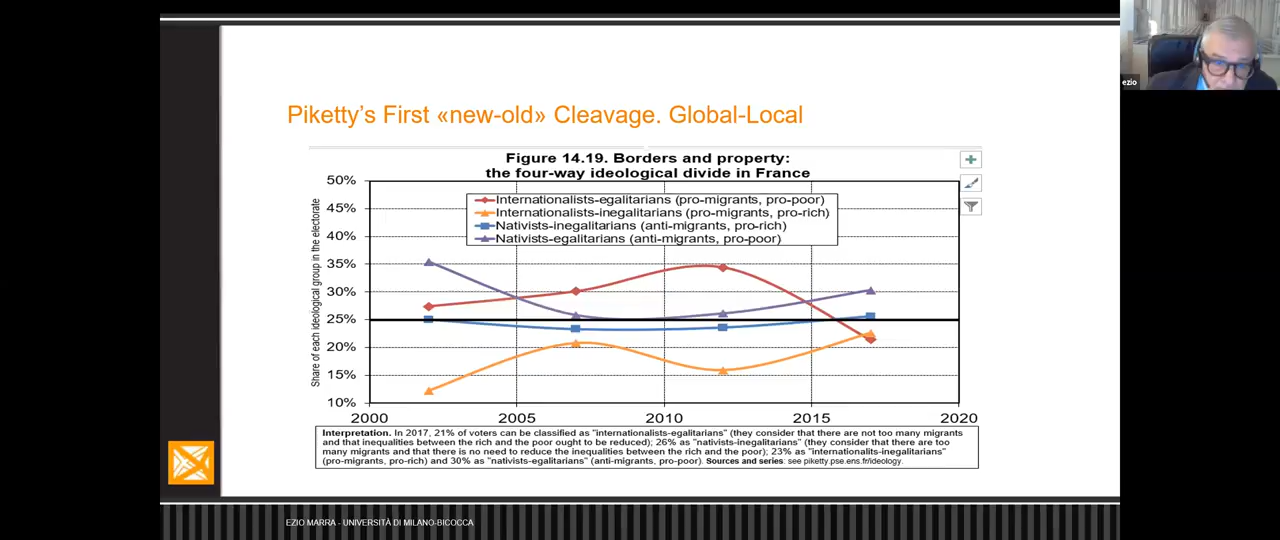 ezio
Piketty's First «new-old» Cleavage. Global-Local
Figure 14.19. Borders and property:
the four-way ideological divide in France
Share of each ideological group in the electorate
50%
45%
40%
35%
30%
25%
20%
15%
10%
Internationalists-egalitarians (pro-migrants, pro-poor)
Internationalists-inegalitarians (pro-migrants, pro-rich)
Nativists-inegalitarians (anti-migrants, pro-rich)
Nativists-egalitarians (anti-migrants, pro-poor)
2000 2005 2010 2015 2020
Interpretation. In 2017, 21% of voters can be classified as "internationalists-egalitarians" (they consider that there are not too many migrants
and that inequalities between the rich and the poor ought to be reduced); 26% as "nativists-inegalitarians" (they consider that there are too
many migrants and that there is no need to reduce the inequalities between the rich and the poor); 23% as "internationalits-inegalitarians"
(pro-migrants, pro-rich) and 30% as "nativists-egalitarians" (anti-migrants, pro-poor). Sources and series: see piketty.pse.ens.fr/ideology.
EZIO MARRA - UNIVERSITÀ DI MILANO-BICOCCA